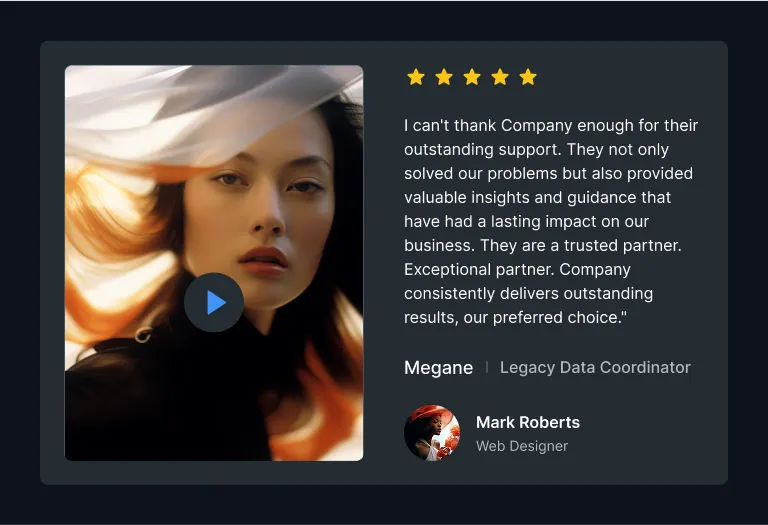 I can't thank Company enough for their
outstanding support. They not only
solved our problems but also provided
valuable insights and guidance that
have had a lasting impact on our
business. They are a trusted partner.
Exceptional partner. Company
consistently delivers outstanding
results, our preferred choice."
Megane | Legacy Data Coordinator
Mark Roberts
Web Designer